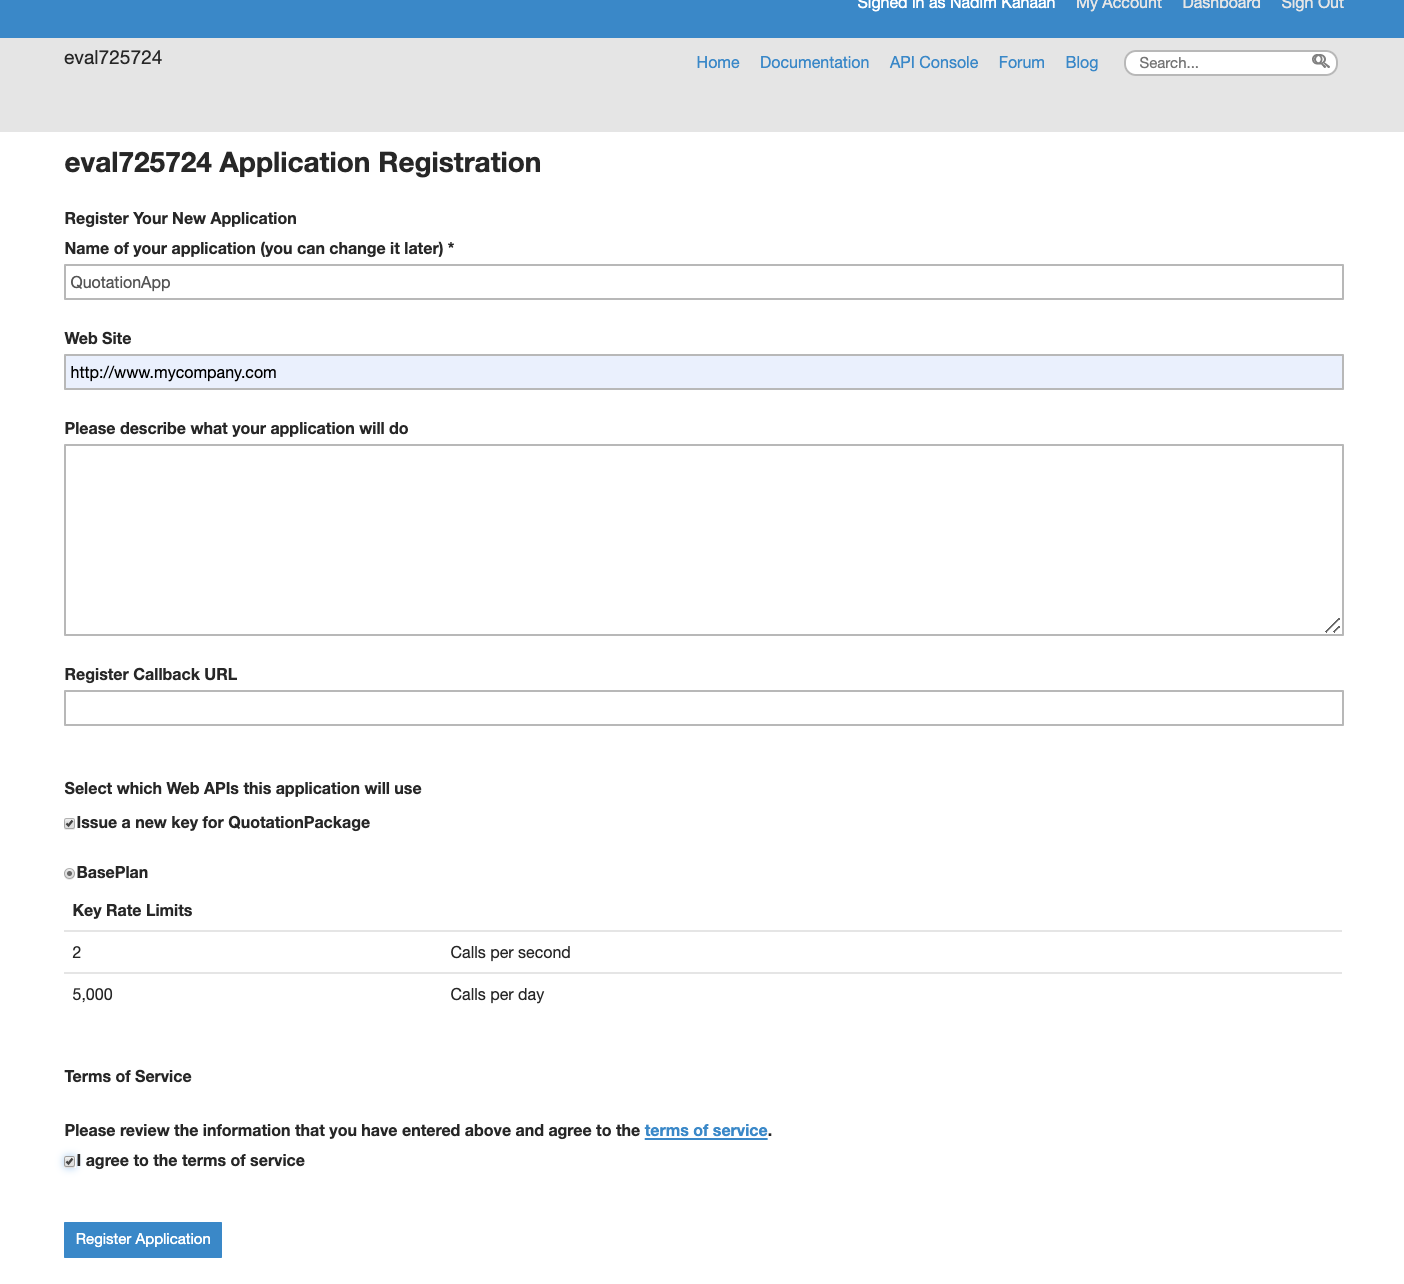 Signed in as Nadim Kanaan My Account Dashboard Sign Out
eval725724
Home Documentation API Console Forum Blog Search...
eval725724 Application Registration
Register Your New Application
Name of your application (you can change it later) *
QuotationApp
Web Site
http://www.mycompany.com
Please describe what your application will do
Register Callback URL
Select which Web APIs this application will use
Issue a new key for QuotationPackage
BasePlan
Key Rate Limits
2 Calls per second
5,000 Calls per day
Terms of Service
Please review the information that you have entered above and agree to the terms of service.
I agree to the terms of service
Register Application